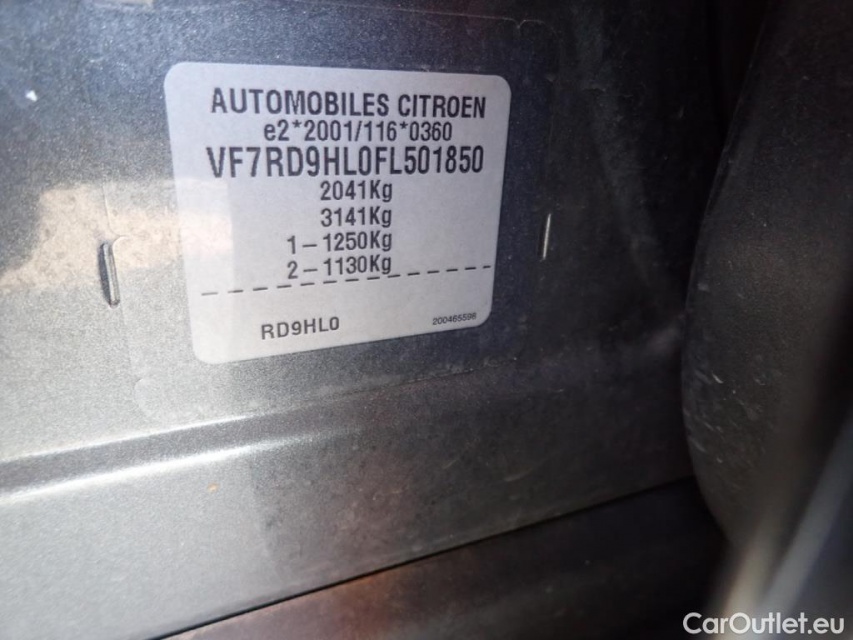 AUTOMOBILES CITROEN
e2*2001/116*0360
VF7RD9HL0FL501850
2041Kg
3141Kg
1-1250Kg
2-1130Kg
RD9HL0
200465598
CarOutlet.eu